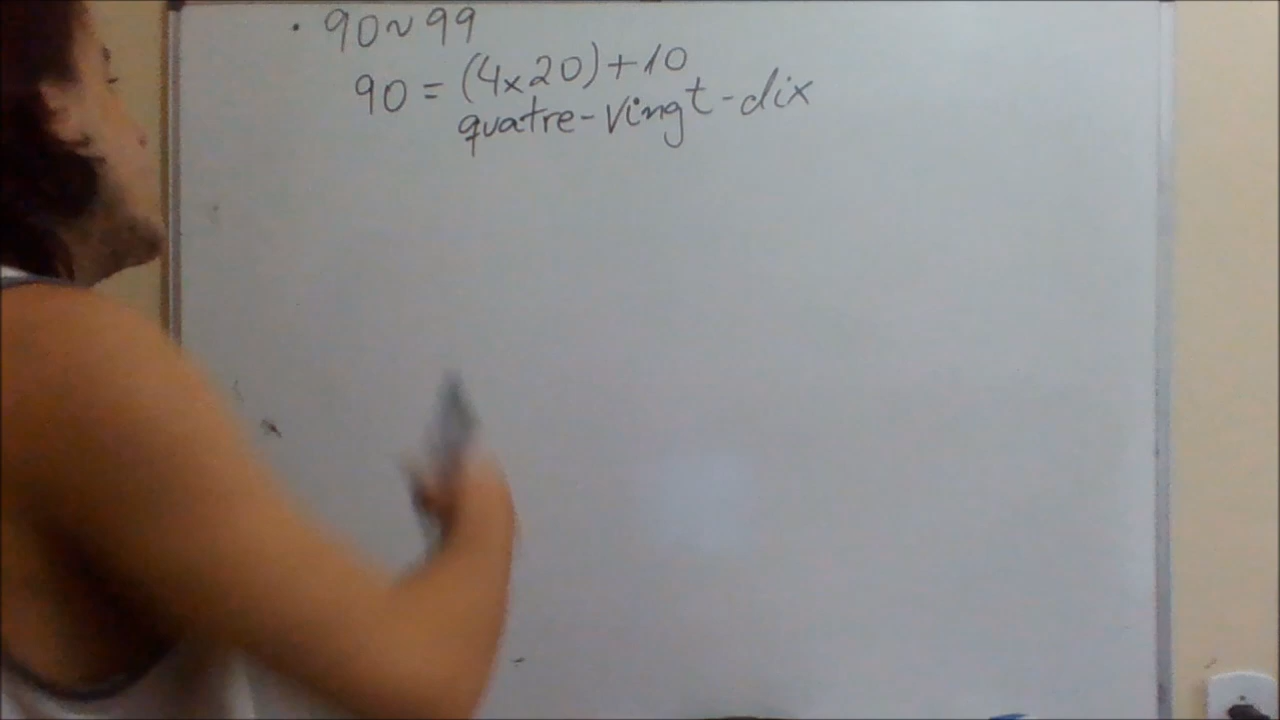 • 90~99
90 = (4x20)+10
quatre-vingt-dix